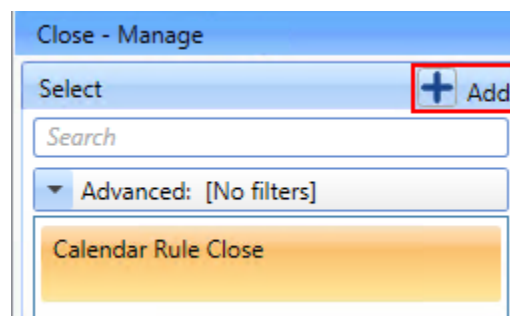 Close - Manage
Select Add
Search
Advanced: [No filters]
Calendar Rule Close